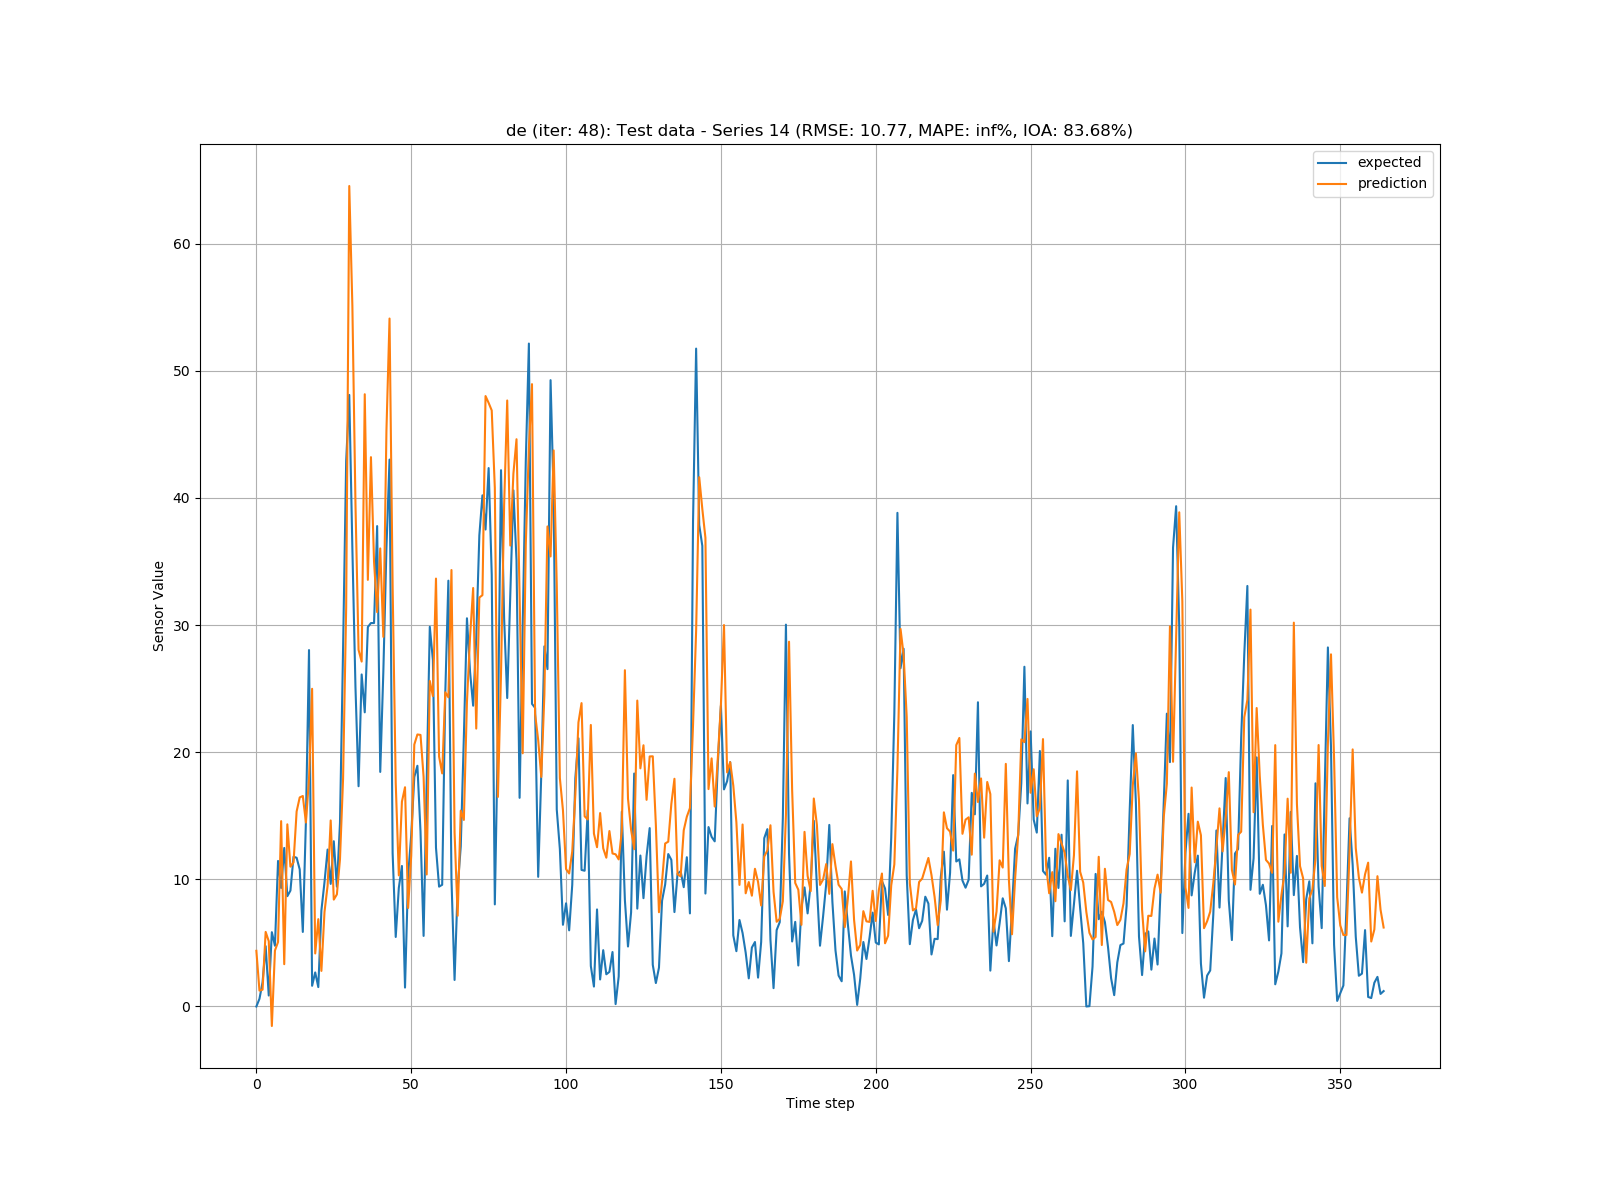 de (iter: 48): Test data - Series 14 (RMSE: 10.77, MAPE: inf%, IOA: 83.68%)
expected
prediction
60
50
40
30
20
10
0
Sensor Value
0 50 100 150 200 250 300 350
Time step